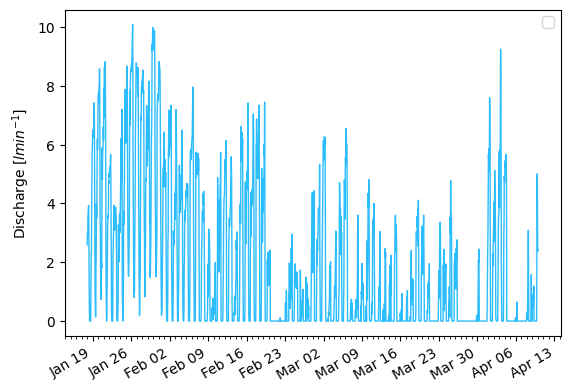 Discharge [lmin⁻¹]
10
8
6
4
2
0
Jan 19
Jan 26
Feb 02
Feb 09
Feb 16
Feb 23
Mar 02
Mar 09
Mar 16
Mar 23
Mar 30
Apr 06
Apr 13